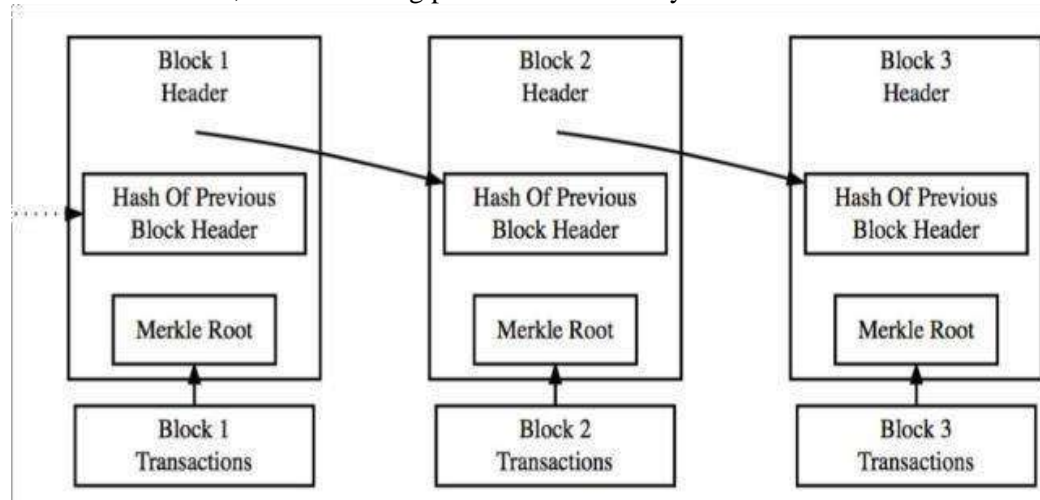 Block 1
Header
Hash Of Previous
Block Header
Merkle Root
Block 1
Transactions
Block 2
Header
Hash Of Previous
Block Header
Merkle Root
Block 2
Transactions
Block 3
Header
Hash Of Previous
Block Header
Merkle Root
Block 3
Transactions